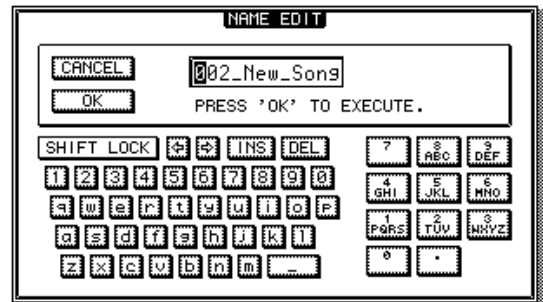 NAME EDIT
CANCEL
002_New_Song
OK
PRESS 'OK' TO EXECUTE.
SHIFT LOCK INS DEL
1 2 3 4 5 6 7 8 9 0
q w e r t y u i o p
a s d f g h j k l
z x c v b n m _
7 8 ABC 9 DEF
4 GHI 5 JKL 6 MNO
1 PQRS 2 TUV 3 WXYZ
0 .